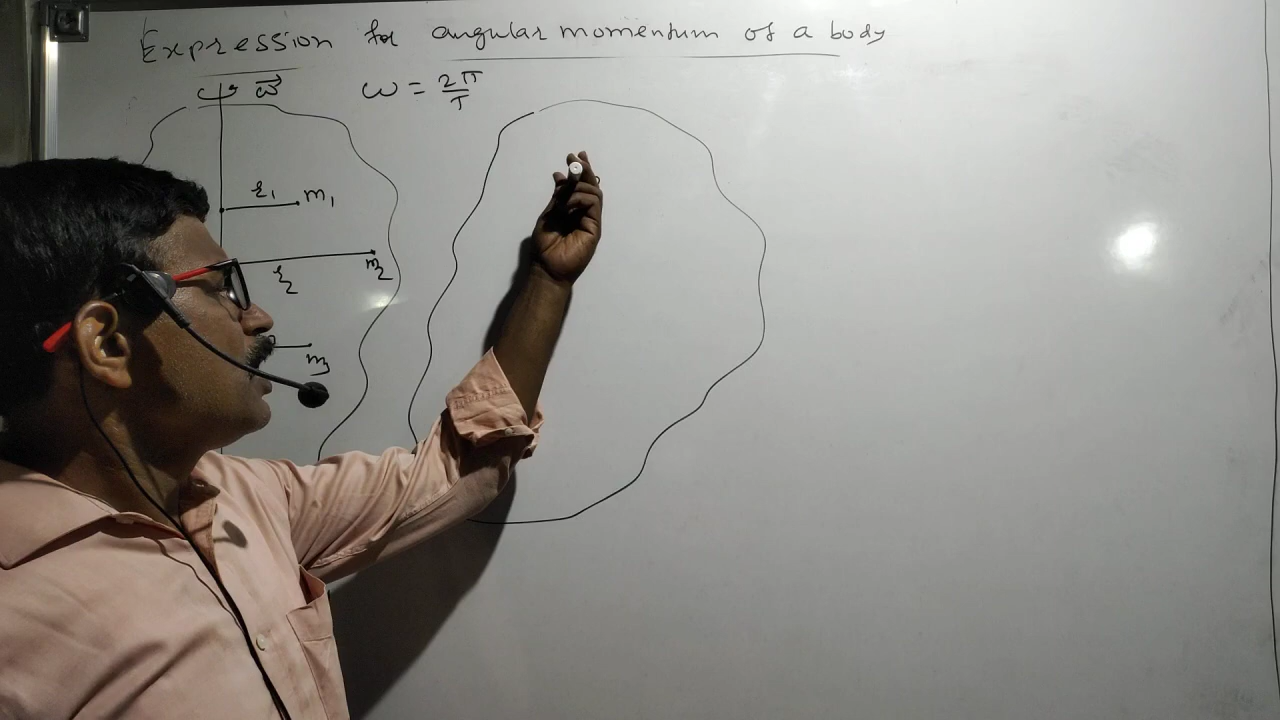 Expression for angular momentum of a body
ω⃗ ω = 2π/T
r₁ m₁
r₂ m₂
m₃